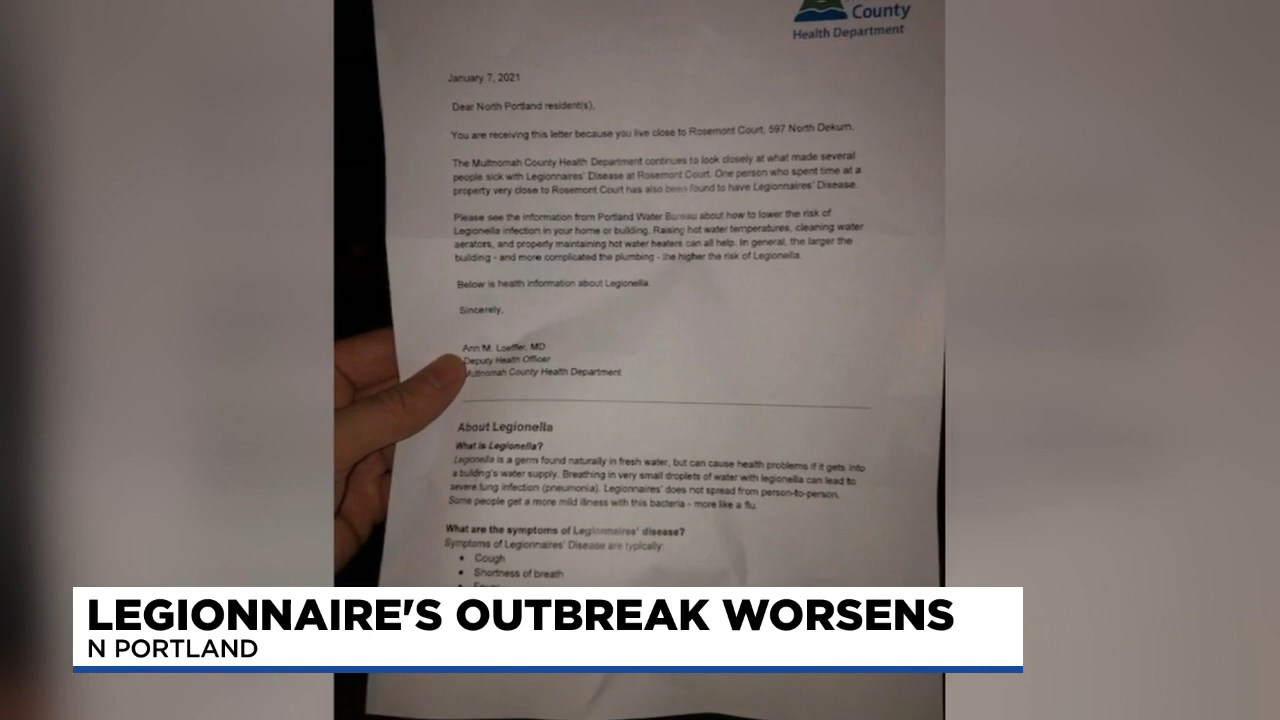 County
Health Department
January 7, 2021
Dear North Portland resident(s),
You are receiving this letter because you live close to Rosemont Court, 597 North Dekum.
The Multnomah County Health Department continues to look closely at what made several
people sick with Legionnaires' Disease at Rosemont Court. One person who spent time at a
property very close to Rosemont Court has also been found to have Legionnaires' Disease.
Please see the information from Portland Water Bureau about how to lower the risk of
Legionella infection in your home or building. Raising hot water temperatures, cleaning water
aerators, and properly maintaining hot water heaters can all help. In general, the larger the
building - and more complicated the plumbing - the higher the risk of Legionella.
Below is health information about Legionella.
Sincerely,
Ann M. Loeffler, MD
Deputy Health Officer
Multnomah County Health Department
About Legionella
What is Legionella?
Legionella is a germ found naturally in fresh water, but can cause health problems if it gets into
a building's water supply. Breathing in very small droplets of water with legionella can lead to
severe lung infection (pneumonia). Legionnaires' does not spread from person-to-person.
Some people get a more mild illness with this bacteria - more like a flu.
What are the symptoms of Legionnaires' disease?
Symptoms of Legionnaires' Disease are typically:
• Cough
• Shortness of breath
LEGIONNAIRE'S OUTBREAK WORSENS
N PORTLAND